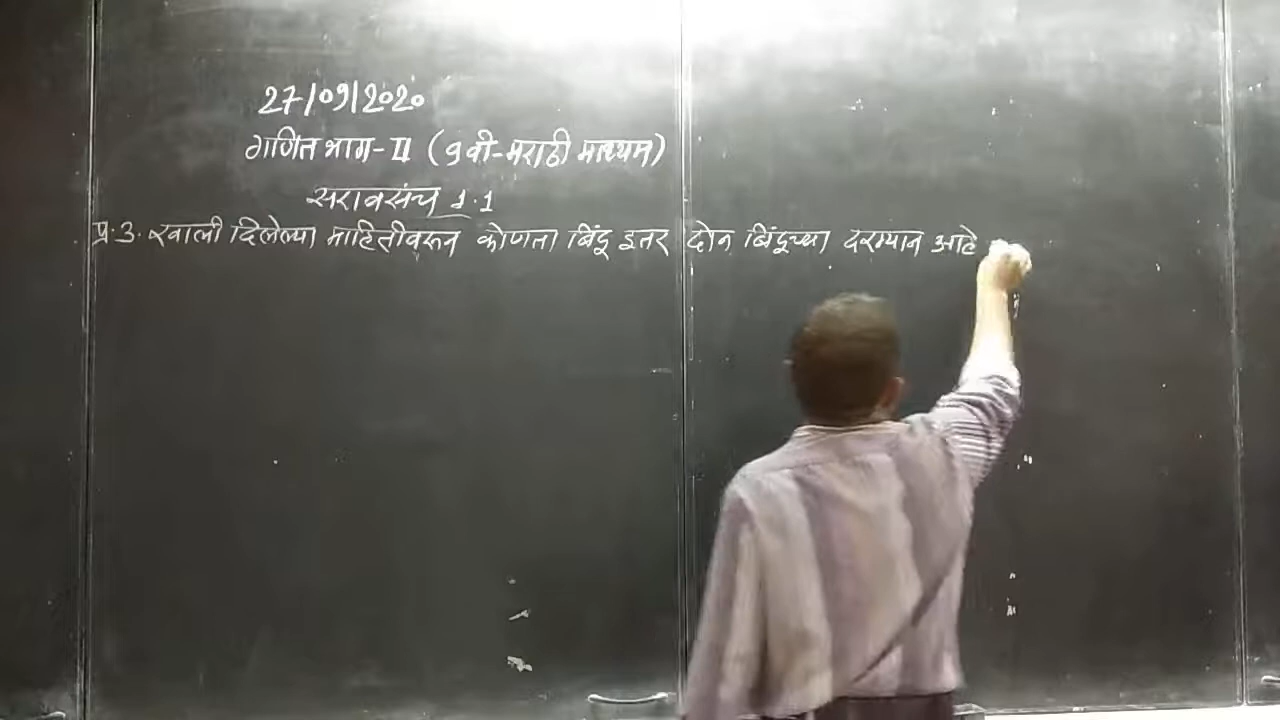 27/09/2020
गणित भाग-II (9वी-मराठी माध्यम)
सरावसंच 1.1
प्र.3. खाली दिलेल्या माहितीवरून कोणता बिंदू इतर दोन बिंदूच्या दरम्यान आहे